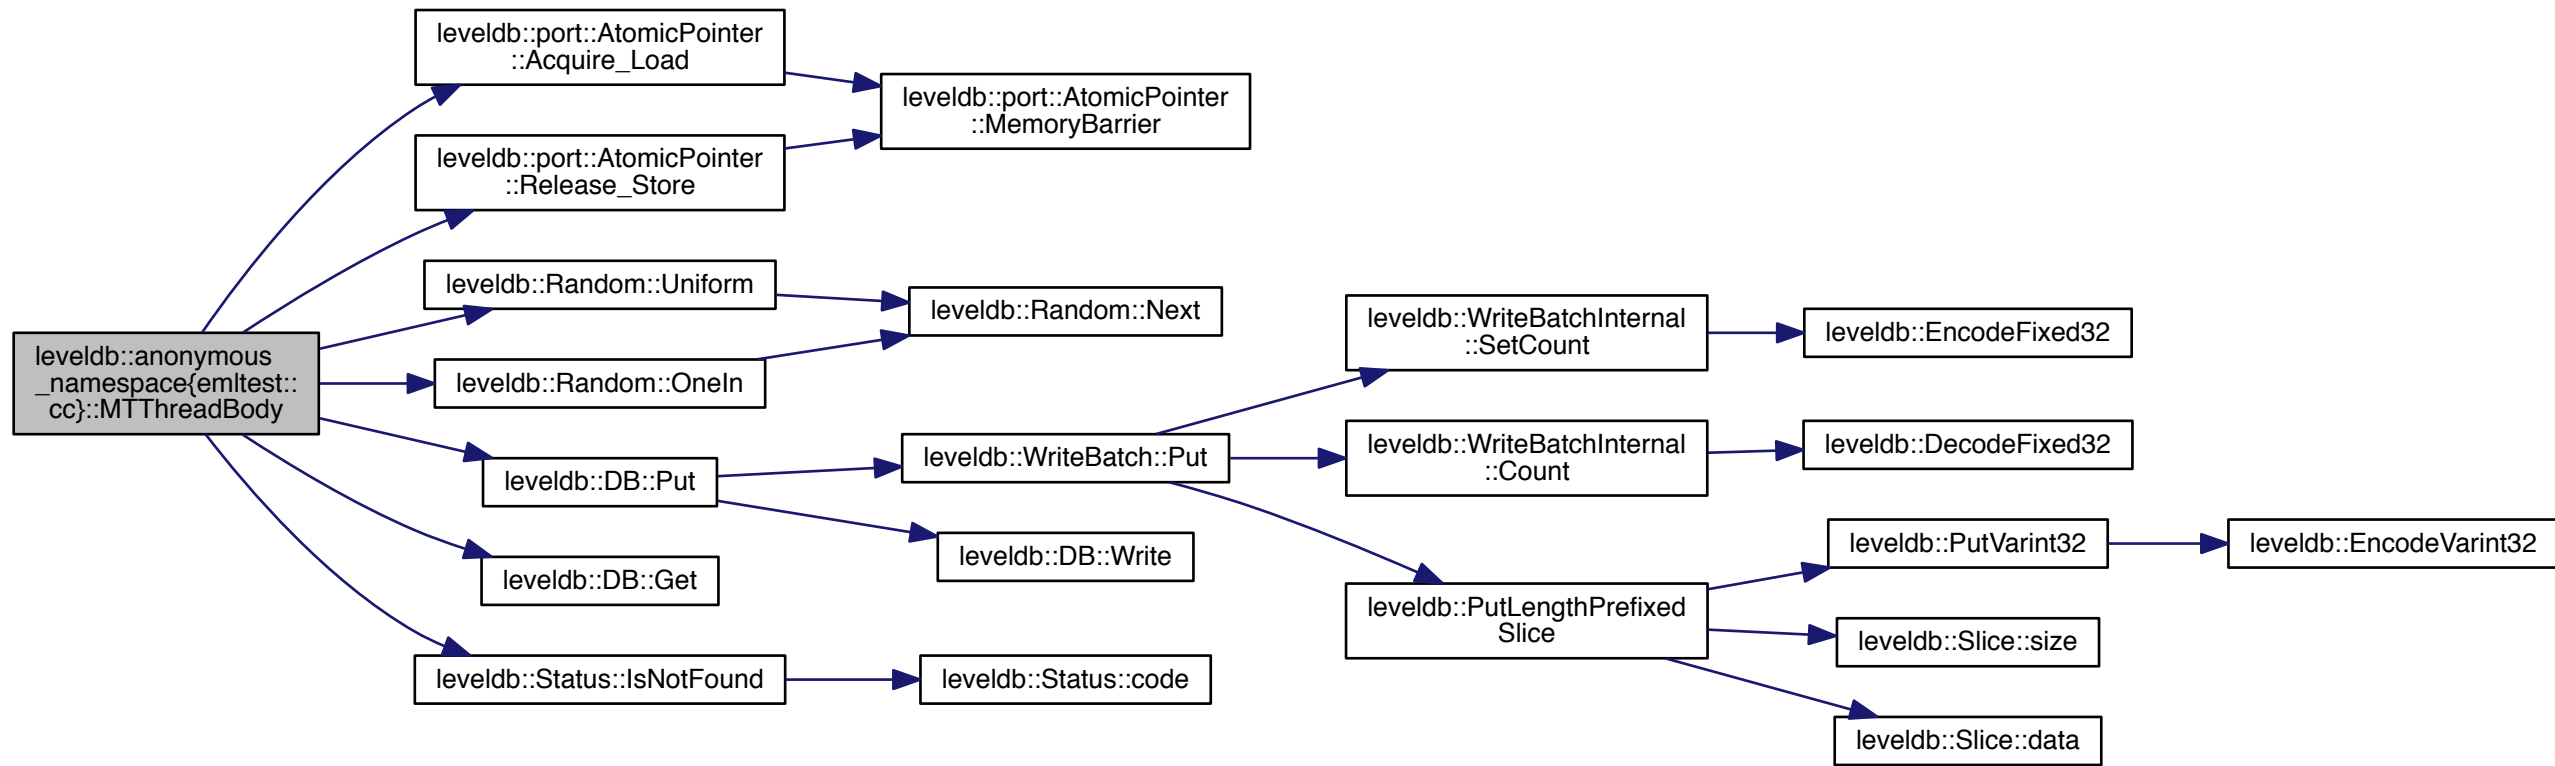 leveldb::port::AtomicPointer
::Acquire_Load
leveldb::port::AtomicPointer
::MemoryBarrier
leveldb::port::AtomicPointer
::Release_Store
leveldb::Random::Uniform
leveldb::Random::Next
leveldb::anonymous
_namespace{emltest::
cc}::MTThreadBody
leveldb::Random::OneIn
leveldb::WriteBatchInternal
::SetCount
leveldb::EncodeFixed32
leveldb::DB::Put
leveldb::WriteBatch::Put
leveldb::WriteBatchInternal
::Count
leveldb::DecodeFixed32
leveldb::DB::Write
leveldb::DB::Get
leveldb::PutLengthPrefixed
Slice
leveldb::PutVarint32
leveldb::EncodeVarint32
leveldb::Slice::size
leveldb::Status::IsNotFound
leveldb::Status::code
leveldb::Slice::data